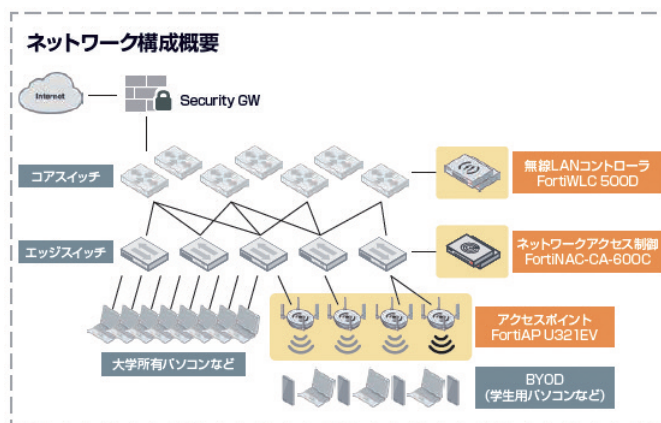 ネットワーク構成概要
Internet
Security GW
コアスイッチ
無線LANコントローラ
FortiWLC 500D
エッジスイッチ
ネットワークアクセス制御
FortiNAC-CA-600C
アクセスポイント
FortiAP U321EV
大学所有パソコンなど
BYOD
(学生用パソコンなど)